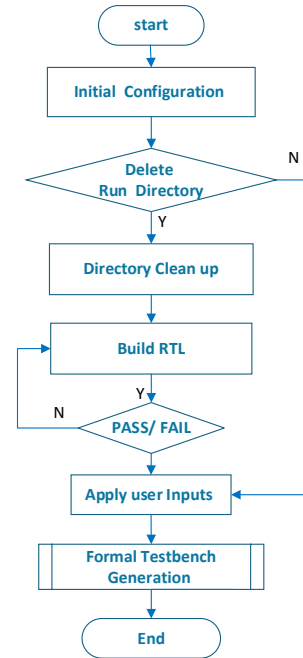 start
Initial Configuration
Delete
Run Directory
N
Y
Directory Clean up
Build RTL
Y
N
PASS/ FAIL
Apply user Inputs
Formal Testbench
Generation
End